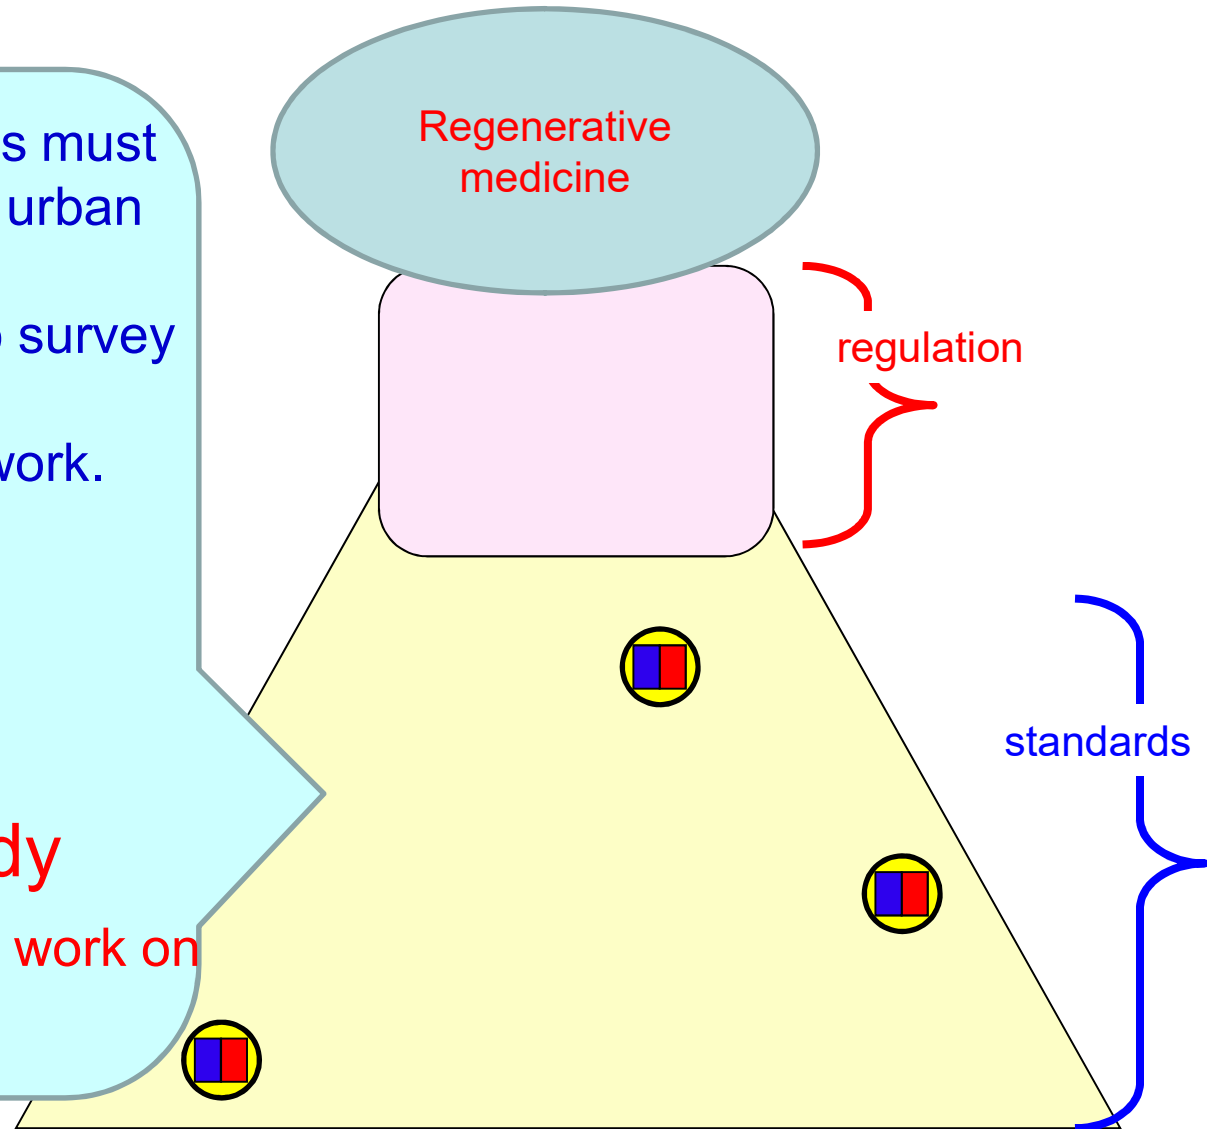 s must
urban
survey
work.
dy
work on
Regenerative
medicine
regulation
standards